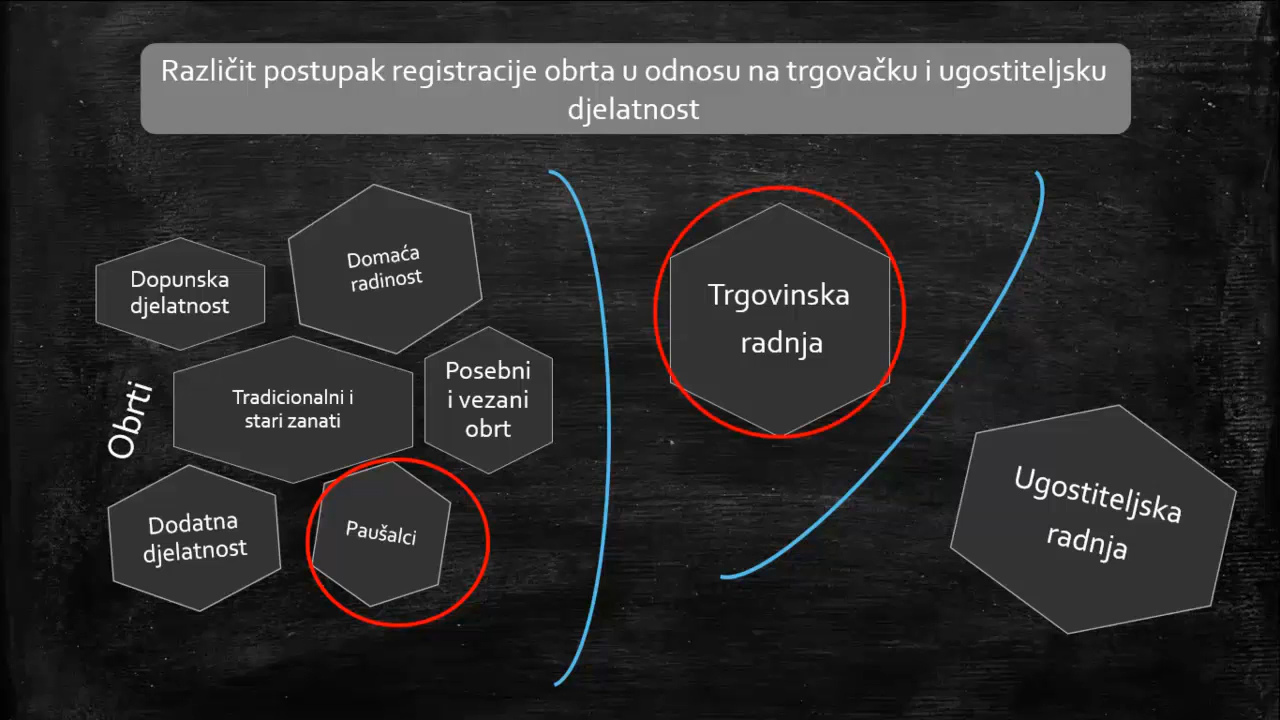 Različit postupak registracije obrta u odnosu na trgovačku i ugostiteljsku
djelatnost
Domaća
radinost
Dopunska
djelatnost
Tradicionalni i
stari zanati
Posebni
i vezani
obrt
Obrti
Dodatna
djelatnost
Paušalci
Trgovinska
radnja
Ugostiteljska
radnja